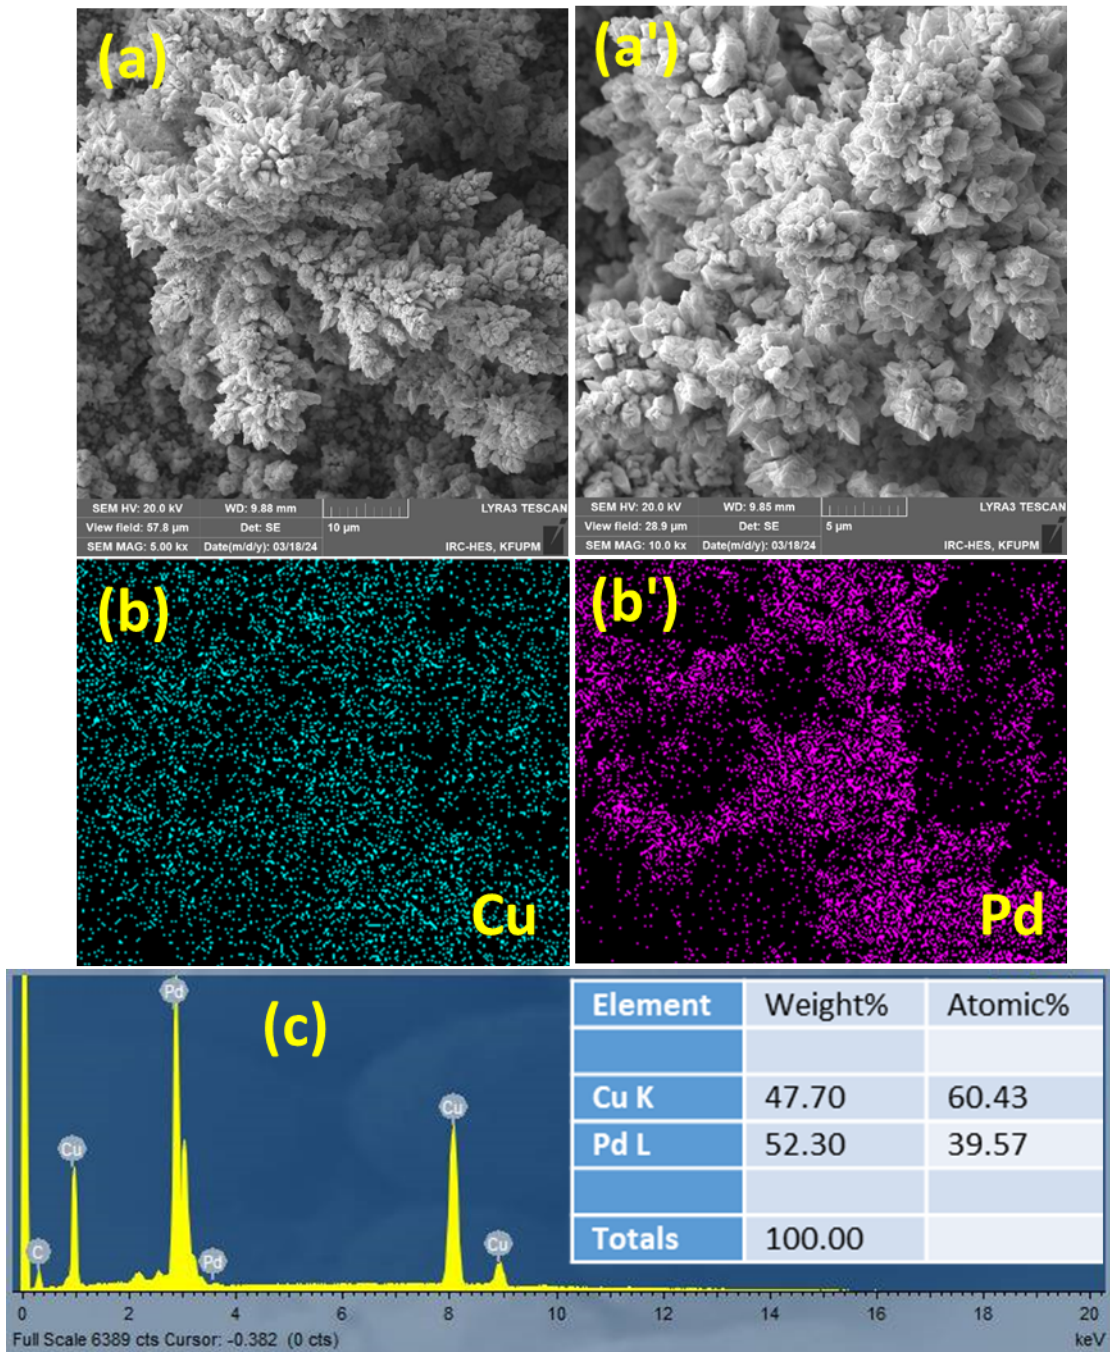 (a)
SEM HV: 20.0 kV WD: 9.88 mm LYRA3 TESCAN
View field: 57.8 µm Det: SE 10 µm
SEM MAG: 5.00 kx Date(m/d/y): 03/18/24 IRC-HES, KFUPM
(a')
SEM HV: 20.0 kV WD: 9.85 mm LYRA3 TESCAN
View field: 28.9 µm Det: SE 5 µm
SEM MAG: 10.0 kx Date(m/d/y): 03/18/24 IRC-HES, KFUPM
(b)
Cu
(b')
Pd
(c)
Pd
Cu
Cu
C
Pd
Cu
Element Weight% Atomic%
Cu K 47.70 60.43
Pd L 52.30 39.57
Totals 100.00
0 2 4 6 8 10 12 14 16 18 20
Full Scale 6389 cts Cursor: -0.382 (0 cts) keV